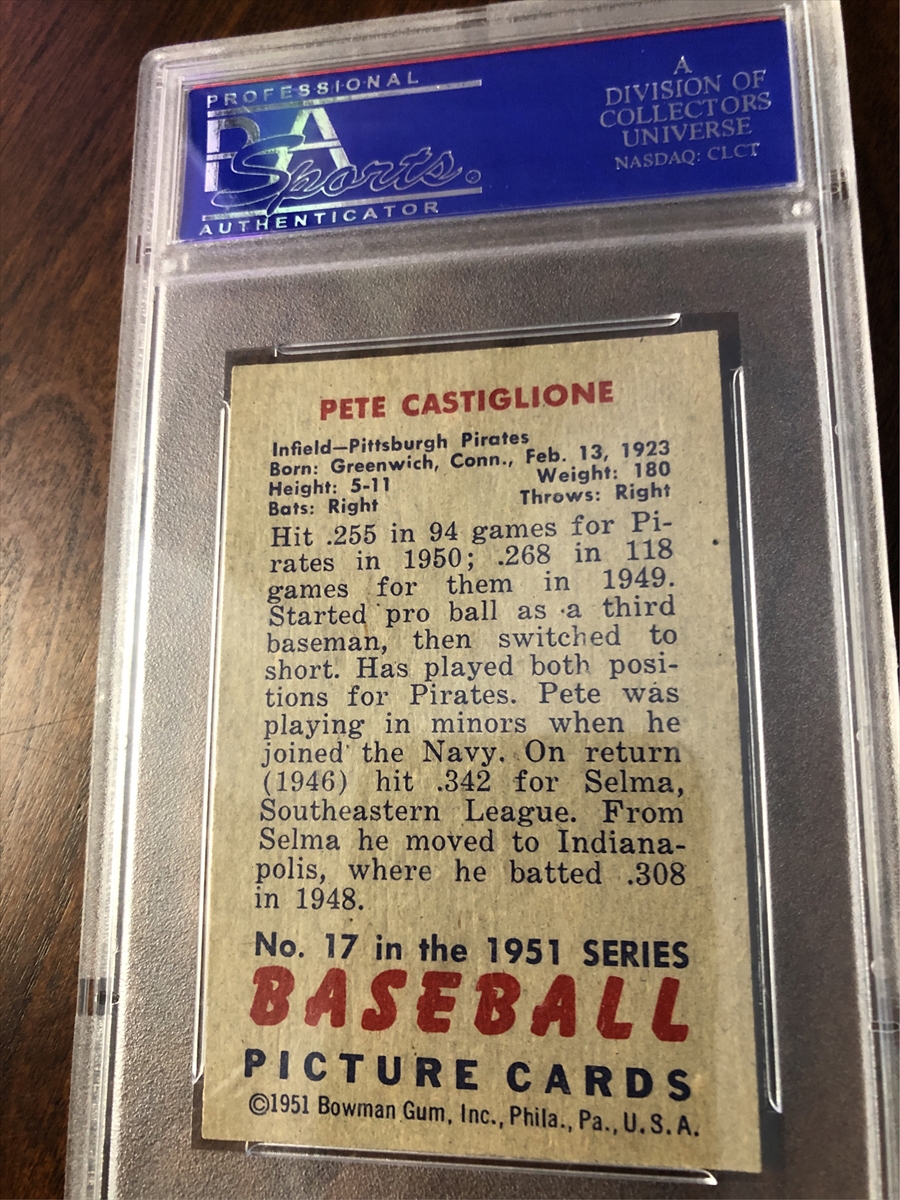 PROFESSIONAL
PSA
Sports
AUTHENTICATOR
A
DIVISION OF
COLLECTORS
UNIVERSE
NASDAQ: CLCT
PETE CASTIGLIONE
Infield—Pittsburgh Pirates
Born: Greenwich, Conn., Feb. 13, 1923
Height: 5-11 Weight: 180
Bats: Right Throws: Right
Hit .255 in 94 games for Pi-
rates in 1950; .268 in 118
games for them in 1949.
Started pro ball as a third
baseman, then switched to
short. Has played both posi-
tions for Pirates. Pete was
playing in minors when he
joined the Navy. On return
(1946) hit .342 for Selma,
Southeastern League. From
Selma he moved to Indiana-
polis, where he batted .308
in 1948.
No. 17 in the 1951 SERIES
BASEBALL
PICTURE CARDS
©1951 Bowman Gum, Inc., Phila., Pa., U.S.A.